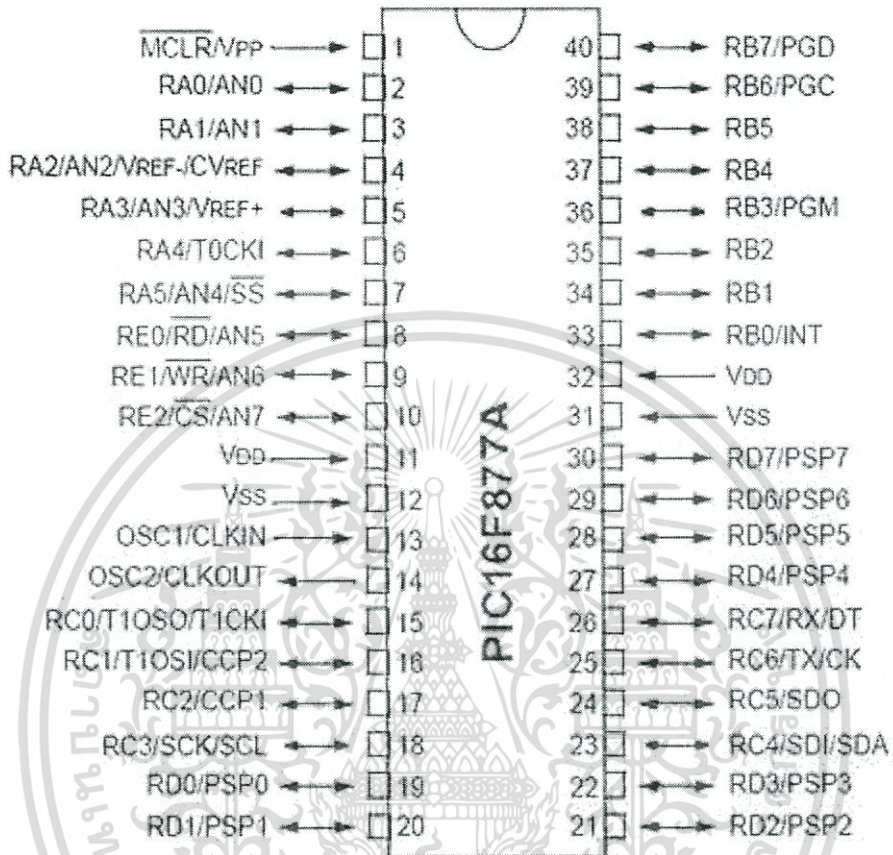 MCLR/VPP 1 40 RB7/PGD
RA0/AN0 2 39 RB6/PGC
RA1/AN1 3 38 RB5
RA2/AN2/VREF-/CVREF 4 37 RB4
RA3/AN3/VREF+ 5 36 RB3/PGM
RA4/T0CKI 6 35 RB2
RA5/AN4/SS 7 34 RB1
RE0/RD/AN5 8 33 RB0/INT
RE1/WR/AN6 9 32 VDD
RE2/CS/AN7 10 31 VSS
VDD 11 30 RD7/PSP7
VSS 12 29 RD6/PSP6
OSC1/CLKIN 13 28 RD5/PSP5
OSC2/CLKOUT 14 27 RD4/PSP4
RC0/T1OSO/T1CKI 15 26 RC7/RX/DT
RC1/T1OSI/CCP2 16 25 RC6/TX/CK
RC2/CCP1 17 24 RC5/SDO
RC3/SCK/SCL 18 23 RC4/SDI/SDA
RD0/PSP0 19 22 RD3/PSP3
RD1/PSP1 20 21 RD2/PSP2
PIC16F877A